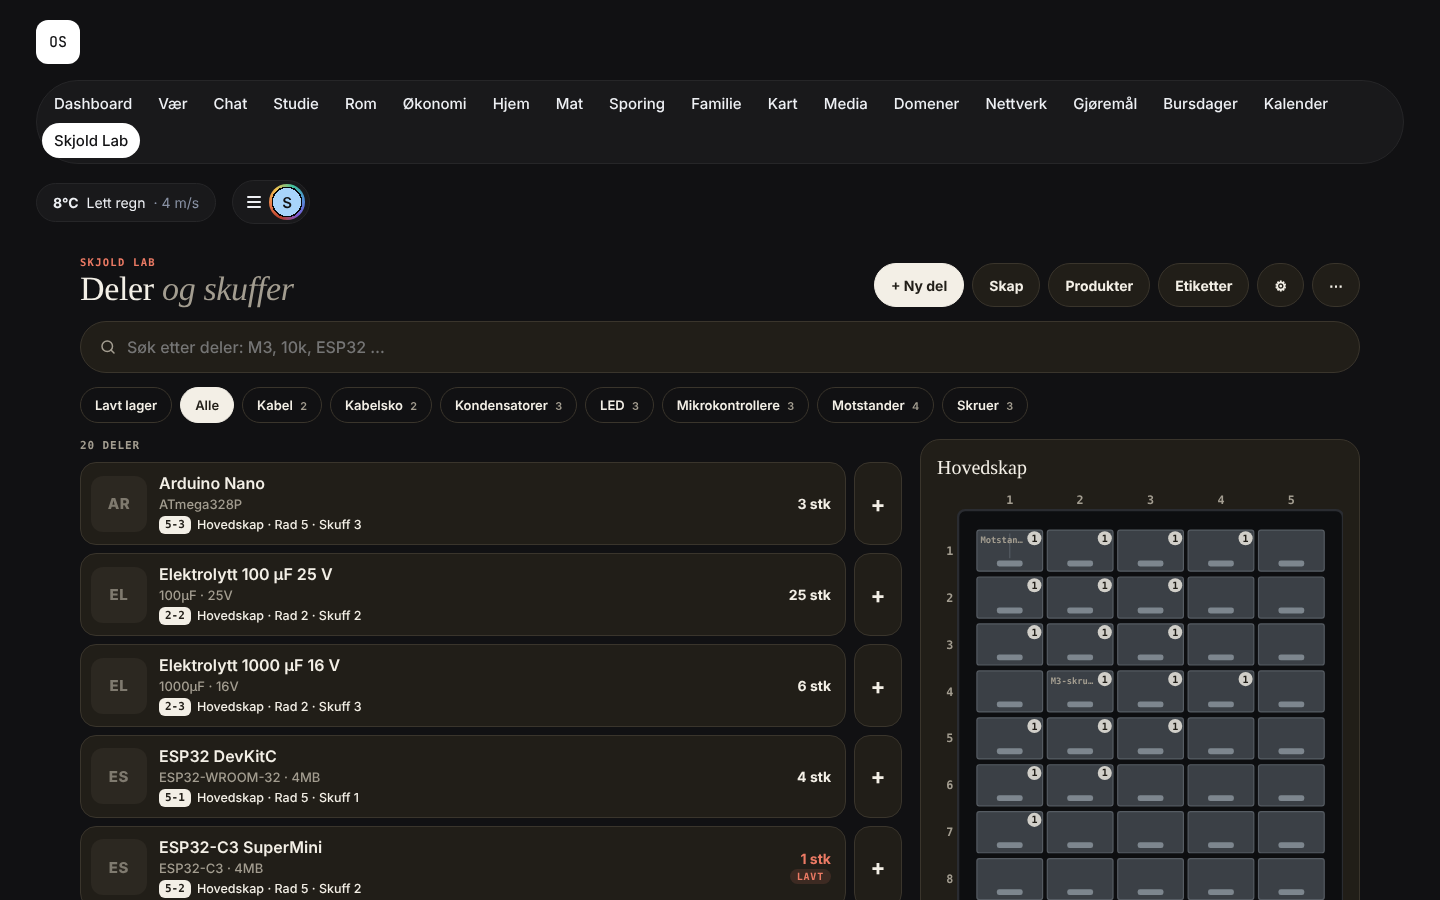 OS
Dashboard Vær Chat Studie Rom Økonomi Hjem Mat Sporing Familie Kart Media Domener Nettverk Gjøremål Bursdager Kalender
Skjold Lab
8°C Lett regn · 4 m/s
S
SKJOLD LAB
Deler og skuffer
+ Ny del Skap Produkter Etiketter ...
Søk etter deler: M3, 10k, ESP32 ...
Lavt lager Alle Kabel 2 Kabelsko 2 Kondensatorer 3 LED 3 Mikrokontrollere 3 Motstander 4 Skruer 3
20 DELER
AR
Arduino Nano
ATmega328P
5-3 Hovedskap · Rad 5 · Skuff 3
3 stk
+
EL
Elektrolytt 100 µF 25 V
100µF · 25V
2-2 Hovedskap · Rad 2 · Skuff 2
25 stk
+
EL
Elektrolytt 1000 µF 16 V
1000µF · 16V
2-3 Hovedskap · Rad 2 · Skuff 3
6 stk
+
ES
ESP32 DevKitC
ESP32-WROOM-32 · 4MB
5-1 Hovedskap · Rad 5 · Skuff 1
4 stk
+
ES
ESP32-C3 SuperMini
ESP32-C3 · 4MB
5-2 Hovedskap · Rad 5 · Skuff 2
1 stk
LAVT
+
Hovedskap
1 2 3 4 5
1 Motstan… 1 1 1 1
2 1 1 1
3 1 1 1
4 M3-skru… 1 1 1
5 1 1 1
6 1 1
7 1
8